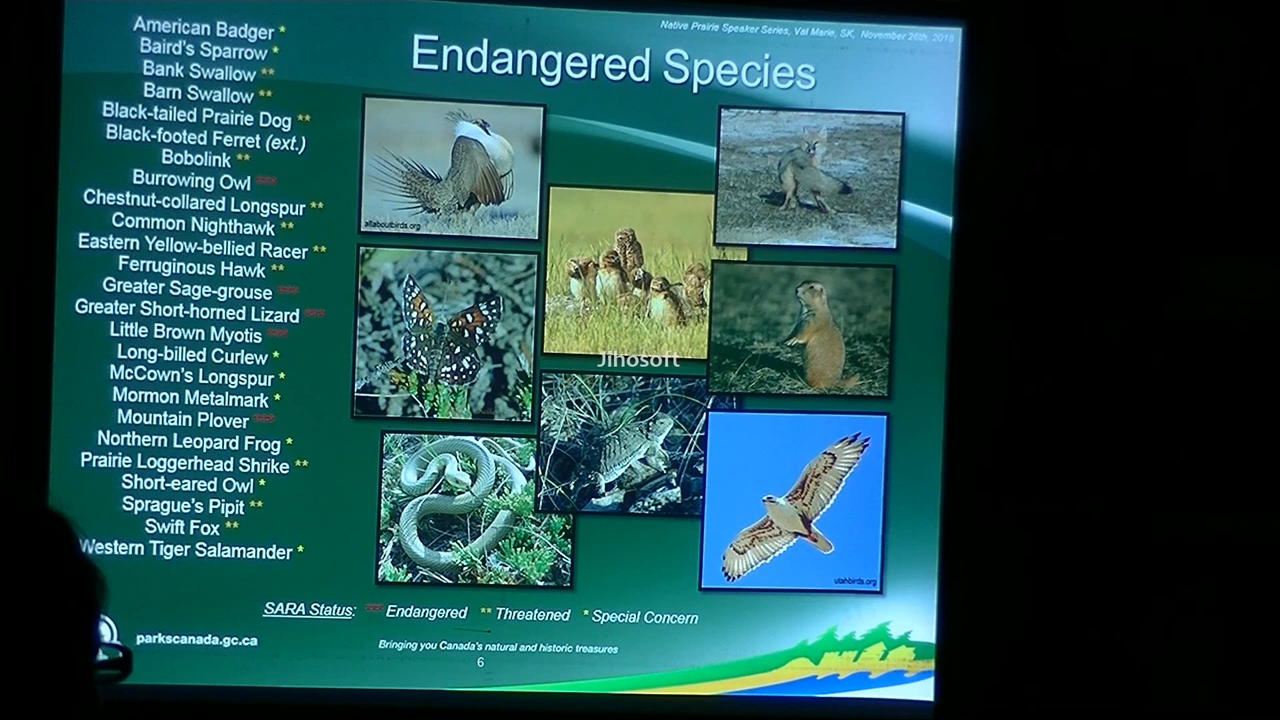 Native Prairie Speaker Series, Val Marie, SK, November 26th, 2016
Endangered Species
American Badger *
Baird's Sparrow *
Bank Swallow **
Barn Swallow **
Black-tailed Prairie Dog **
Black-footed Ferret (ext.)
Bobolink **
Burrowing Owl ***
Chestnut-collared Longspur **
Common Nighthawk **
Eastern Yellow-bellied Racer **
Ferruginous Hawk **
Greater Sage-grouse ***
Greater Short-horned Lizard ***
Little Brown Myotis ***
Long-billed Curlew *
McCown's Longspur *
Mormon Metalmark *
Mountain Plover ***
Northern Leopard Frog *
Prairie Loggerhead Shrike **
Short-eared Owl *
Sprague's Pipit **
Swift Fox **
Western Tiger Salamander *
allaboutbirds.org
Jihosoft
utahbirds.org
SARA Status: *** Endangered ** Threatened * Special Concern
parkscanada.gc.ca
Bringing you Canada's natural and historic treasures
6